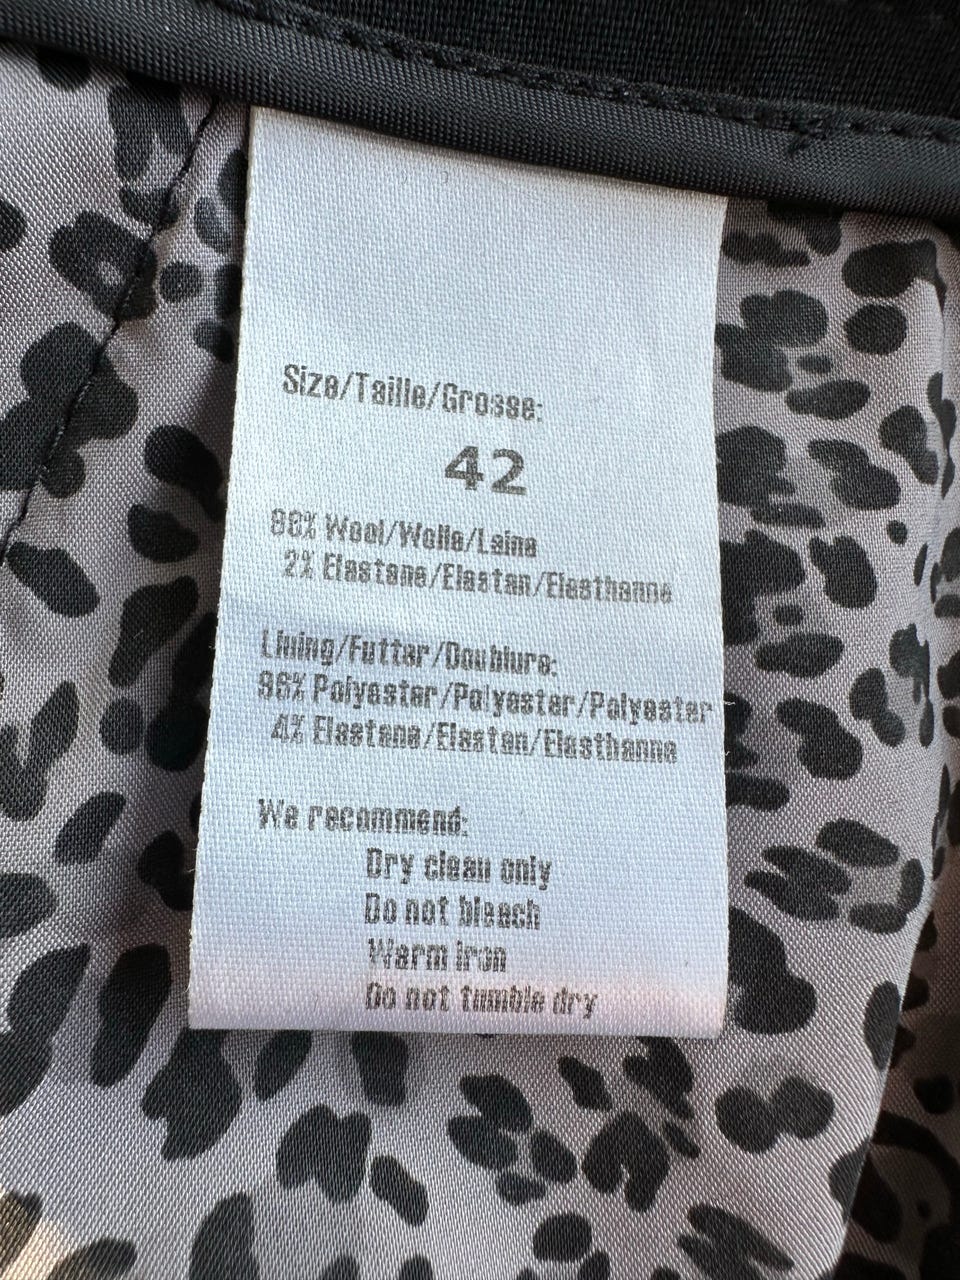 Size/Taille/Grosse:
42
98% Wool/Wolle/Laine
2% Elastane/Elastan/Elasthanne
Lining/Futter/Doublure:
96% Polyester/Polyester/Polyester
4% Elastane/Elastan/Elasthanne
We recommend:
Dry clean only
Do not bleach
Warm iron
Do not tumble dry